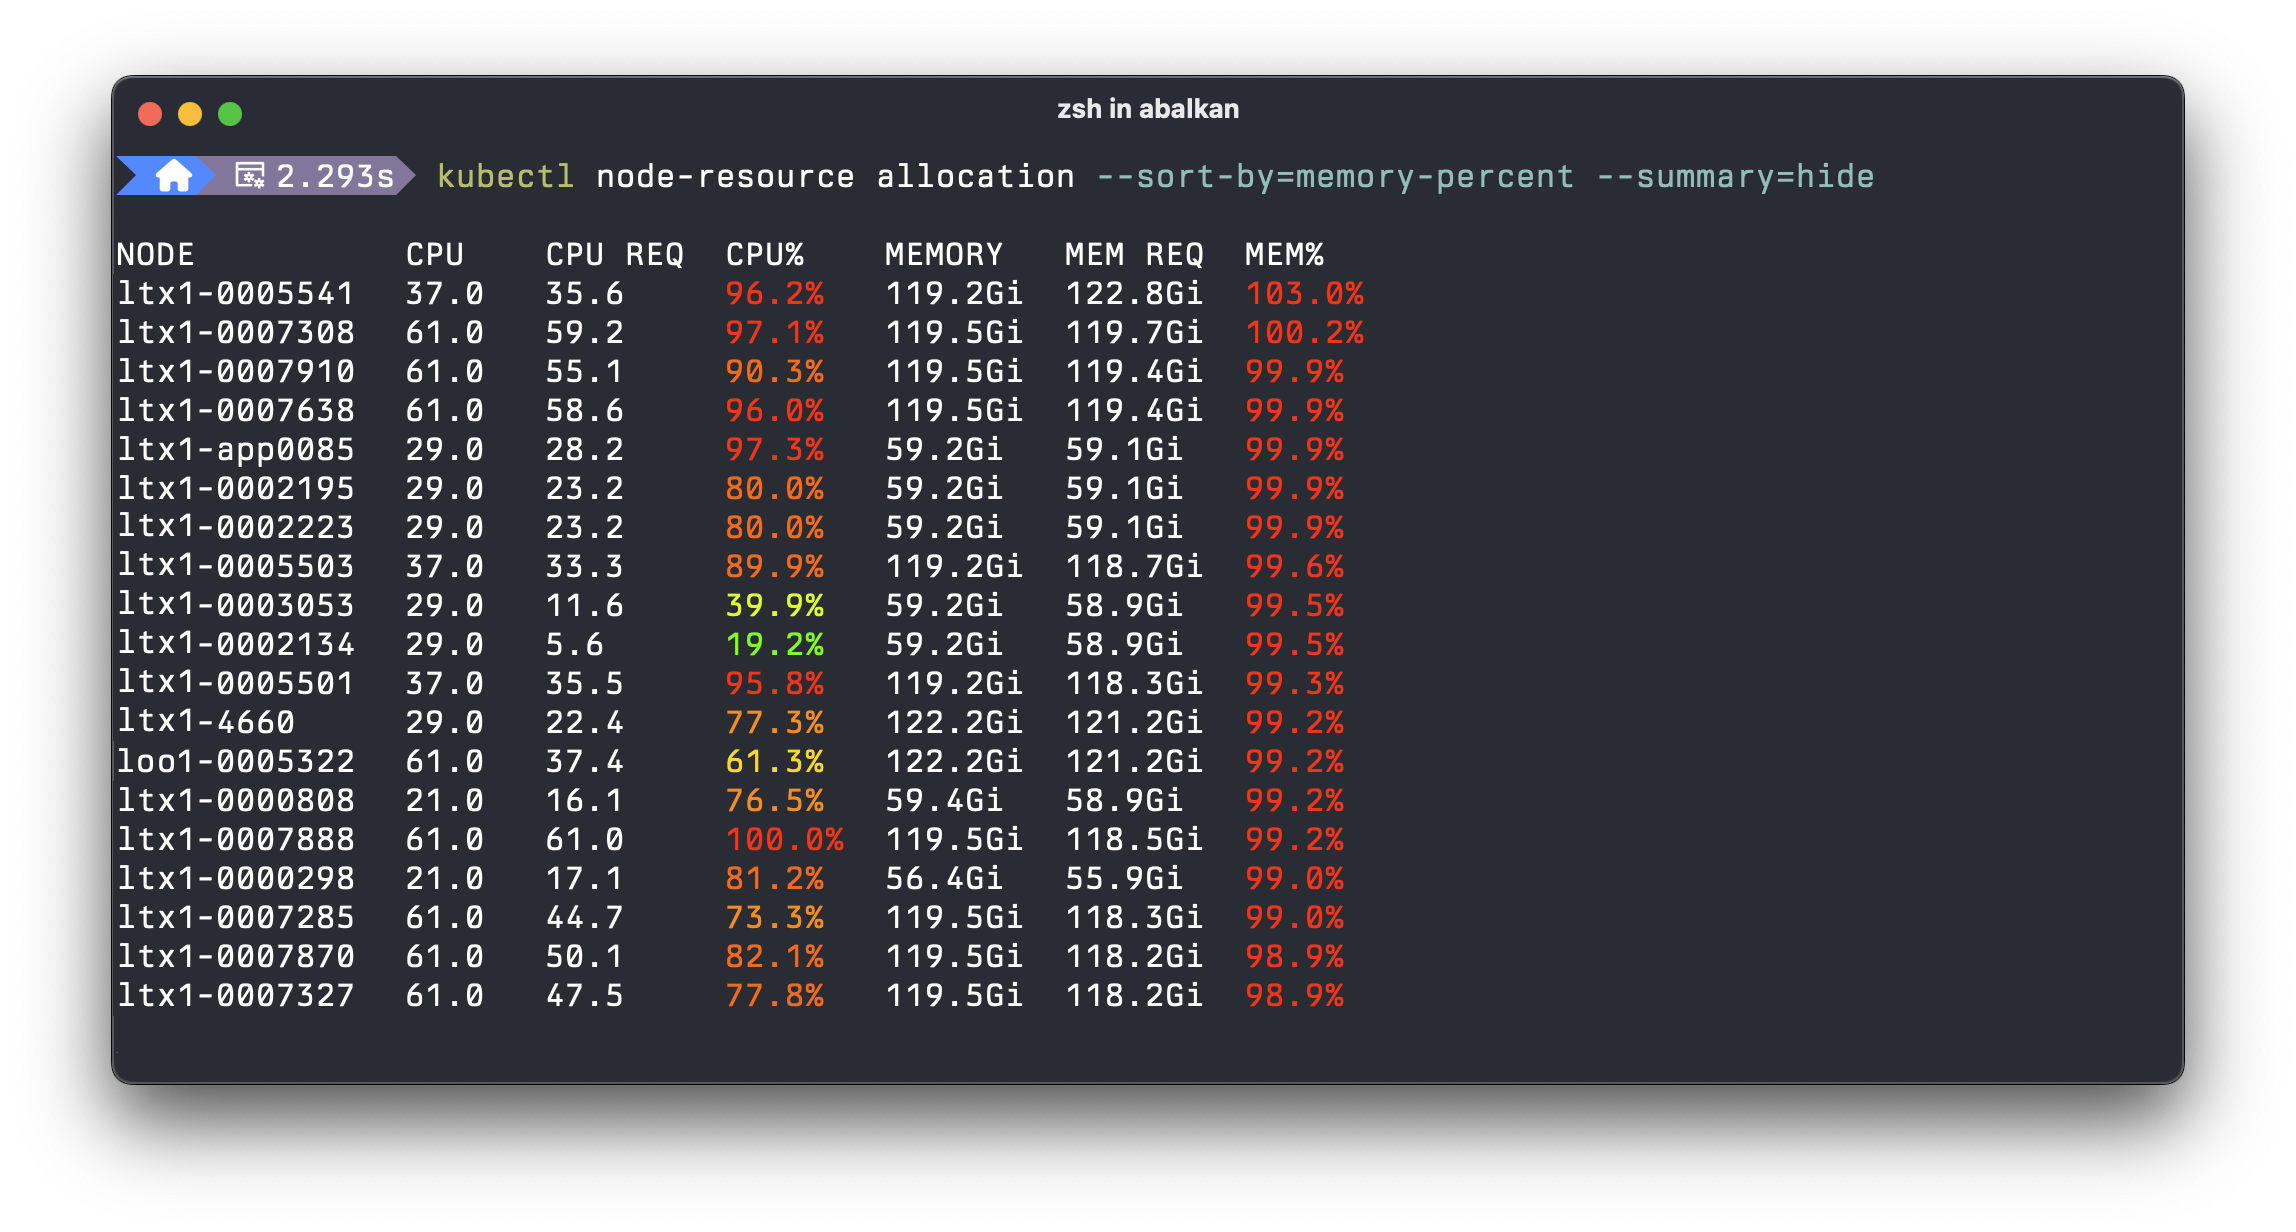 zsh in abalkan
2.293s kubectl node-resource allocation --sort-by=memory-percent --summary=hide
NODE CPU CPU REQ CPU% MEMORY MEM REQ MEM%
ltx1-0005541 37.0 35.6 96.2% 119.2Gi 122.8Gi 103.0%
ltx1-0007308 61.0 59.2 97.1% 119.5Gi 119.7Gi 100.2%
ltx1-0007910 61.0 55.1 90.3% 119.5Gi 119.4Gi 99.9%
ltx1-0007638 61.0 58.6 96.0% 119.5Gi 119.4Gi 99.9%
ltx1-app0085 29.0 28.2 97.3% 59.2Gi 59.1Gi 99.9%
ltx1-0002195 29.0 23.2 80.0% 59.2Gi 59.1Gi 99.9%
ltx1-0002223 29.0 23.2 80.0% 59.2Gi 59.1Gi 99.9%
ltx1-0005503 37.0 33.3 89.9% 119.2Gi 118.7Gi 99.6%
ltx1-0003053 29.0 11.6 39.9% 59.2Gi 58.9Gi 99.5%
ltx1-0002134 29.0 5.6 19.2% 59.2Gi 58.9Gi 99.5%
ltx1-0005501 37.0 35.5 95.8% 119.2Gi 118.3Gi 99.3%
ltx1-4660 29.0 22.4 77.3% 122.2Gi 121.2Gi 99.2%
loo1-0005322 61.0 37.4 61.3% 122.2Gi 121.2Gi 99.2%
ltx1-0000808 21.0 16.1 76.5% 59.4Gi 58.9Gi 99.2%
ltx1-0007888 61.0 61.0 100.0% 119.5Gi 118.5Gi 99.2%
ltx1-0000298 21.0 17.1 81.2% 56.4Gi 55.9Gi 99.0%
ltx1-0007285 61.0 44.7 73.3% 119.5Gi 118.3Gi 99.0%
ltx1-0007870 61.0 50.1 82.1% 119.5Gi 118.2Gi 98.9%
ltx1-0007327 61.0 47.5 77.8% 119.5Gi 118.2Gi 98.9%